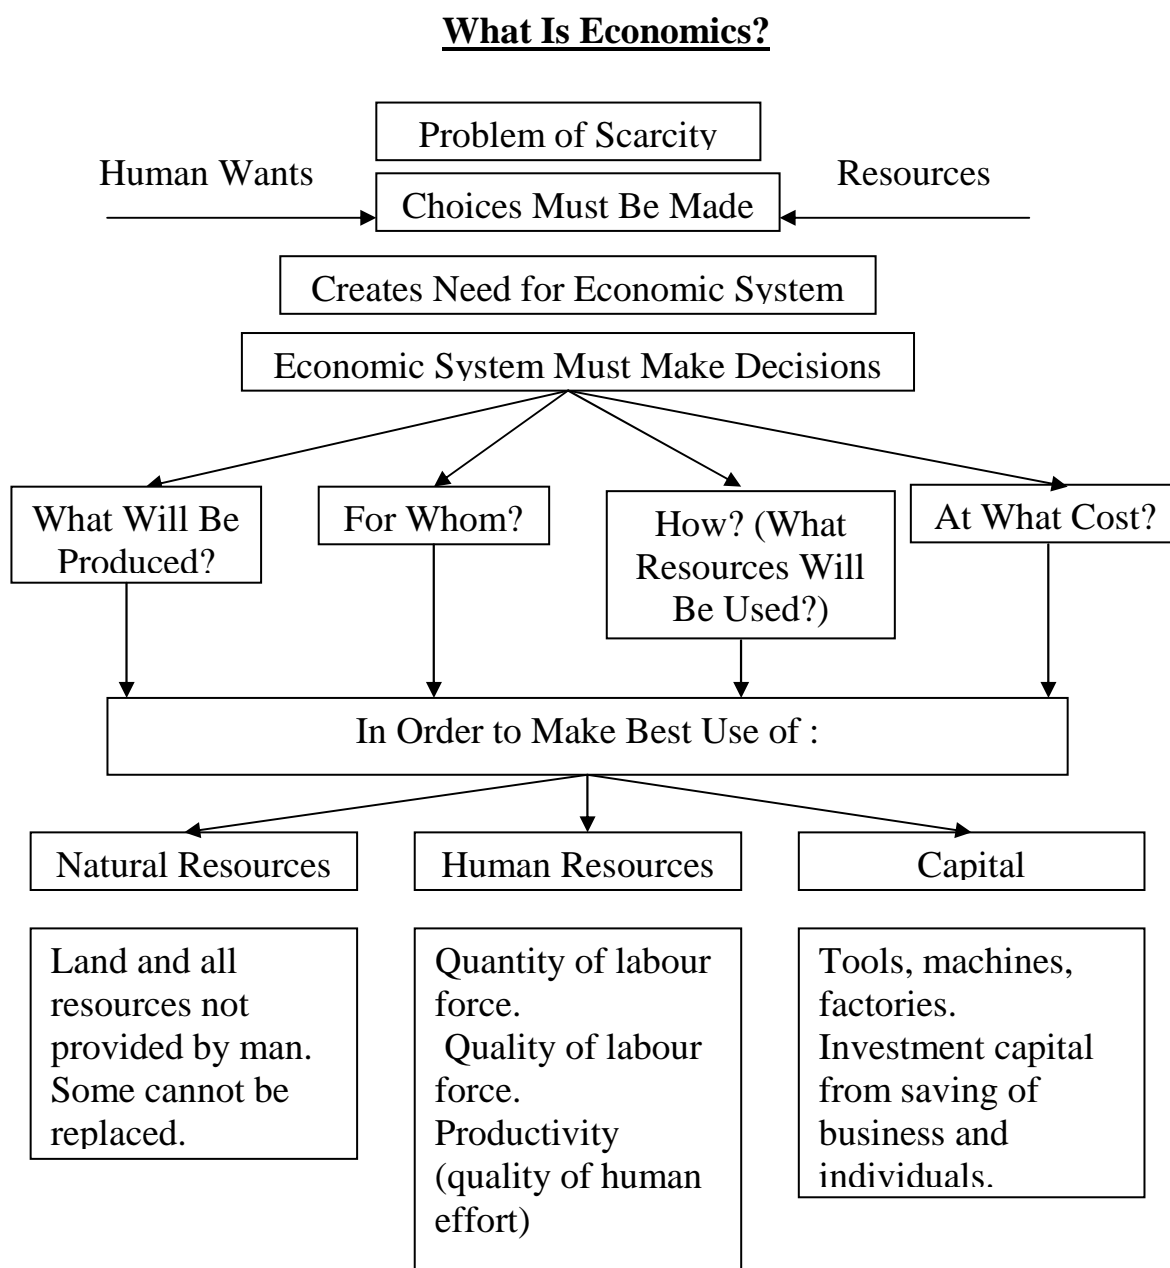 What Is Economics?
Problem of Scarcity
Human Wants
Resources
Choices Must Be Made
Creates Need for Economic System
Economic System Must Make Decisions
What Will Be
Produced?
For Whom?
How? (What
Resources Will
Be Used?)
At What Cost?
In Order to Make Best Use of :
Natural Resources
Human Resources
Capital
Land and all
resources not
provided by man.
Some cannot be
replaced.
Quantity of labour
force.
Quality of labour
force.
Productivity
(quality of human
effort)
Tools, machines,
factories.
Investment capital
from saving of
business and
individuals.